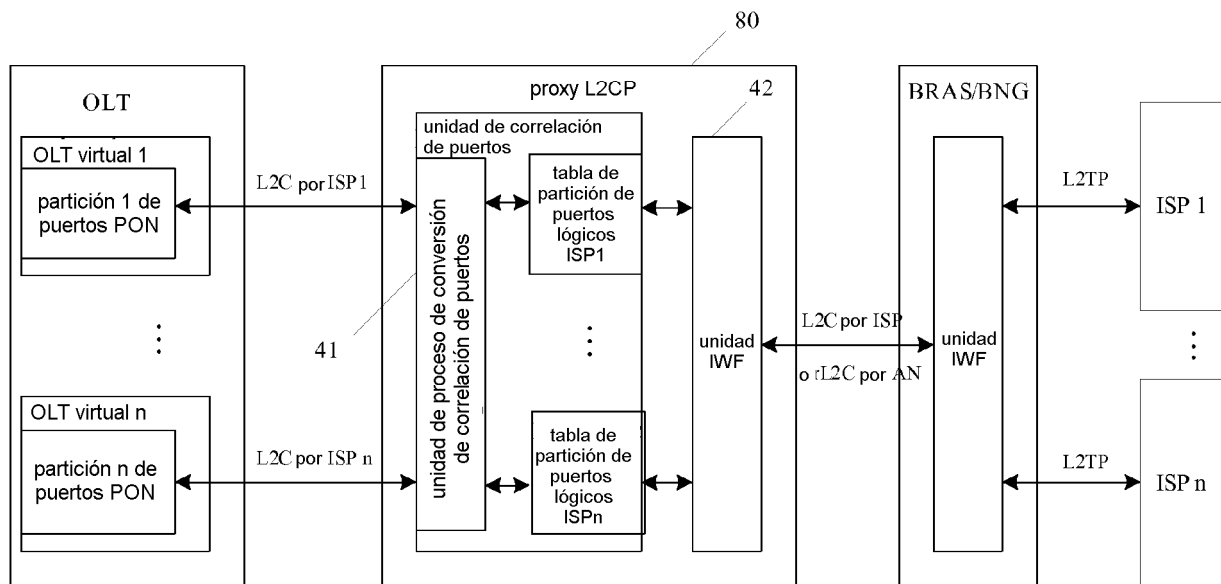 80
OLT
proxy L2CP
BRAS/BNG
unidad de correlación
de puertos
42
OLT virtual 1
partición 1 de
puertos PON
L2C por ISP1
tabla de
partición de
puertos
lógicos
ISP1
L2TP
ISP 1
41
unidad de proceso de conversión
de correlación de puertos
unidad
IWF
L2C por ISP
o rL2C por AN
unidad
IWF
OLT virtual n
partición n de
puertos PON
L2C por ISP n
tabla de
partición de
puertos
lógicos
ISPn
L2TP
ISP n